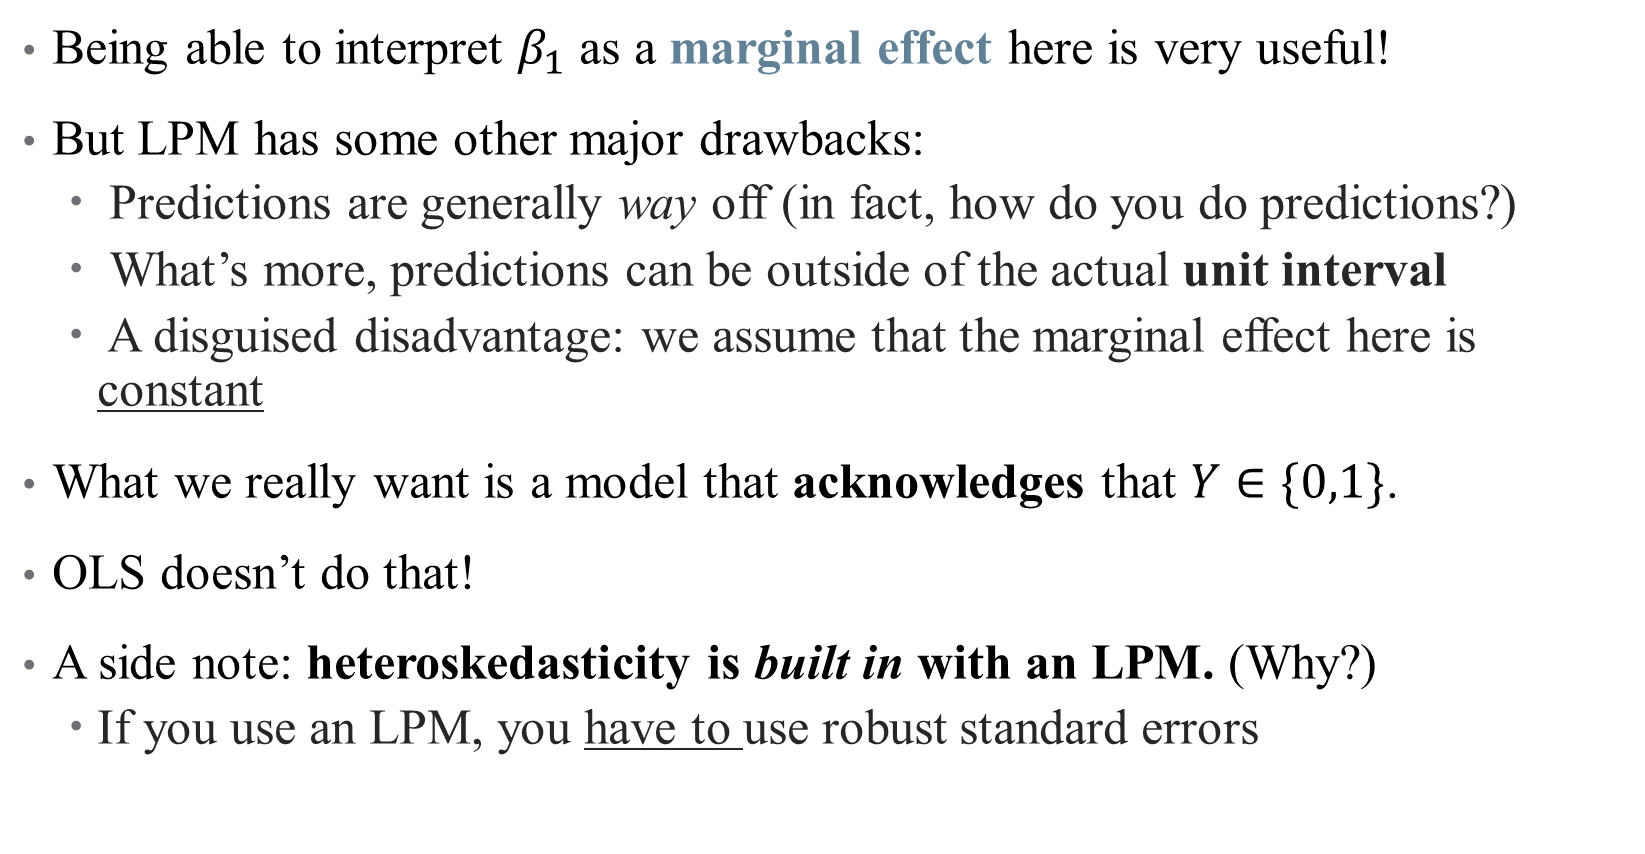 • Being able to interpret β₁ as a marginal effect here is very useful!
• But LPM has some other major drawbacks:
• Predictions are generally way off (in fact, how do you do predictions?)
• What’s more, predictions can be outside of the actual unit interval
• A disguised disadvantage: we assume that the marginal effect here is
constant
• What we really want is a model that acknowledges that Y ∈ {0,1}.
• OLS doesn’t do that!
• A side note: heteroskedasticity is built in with an LPM. (Why?)
• If you use an LPM, you have to use robust standard errors